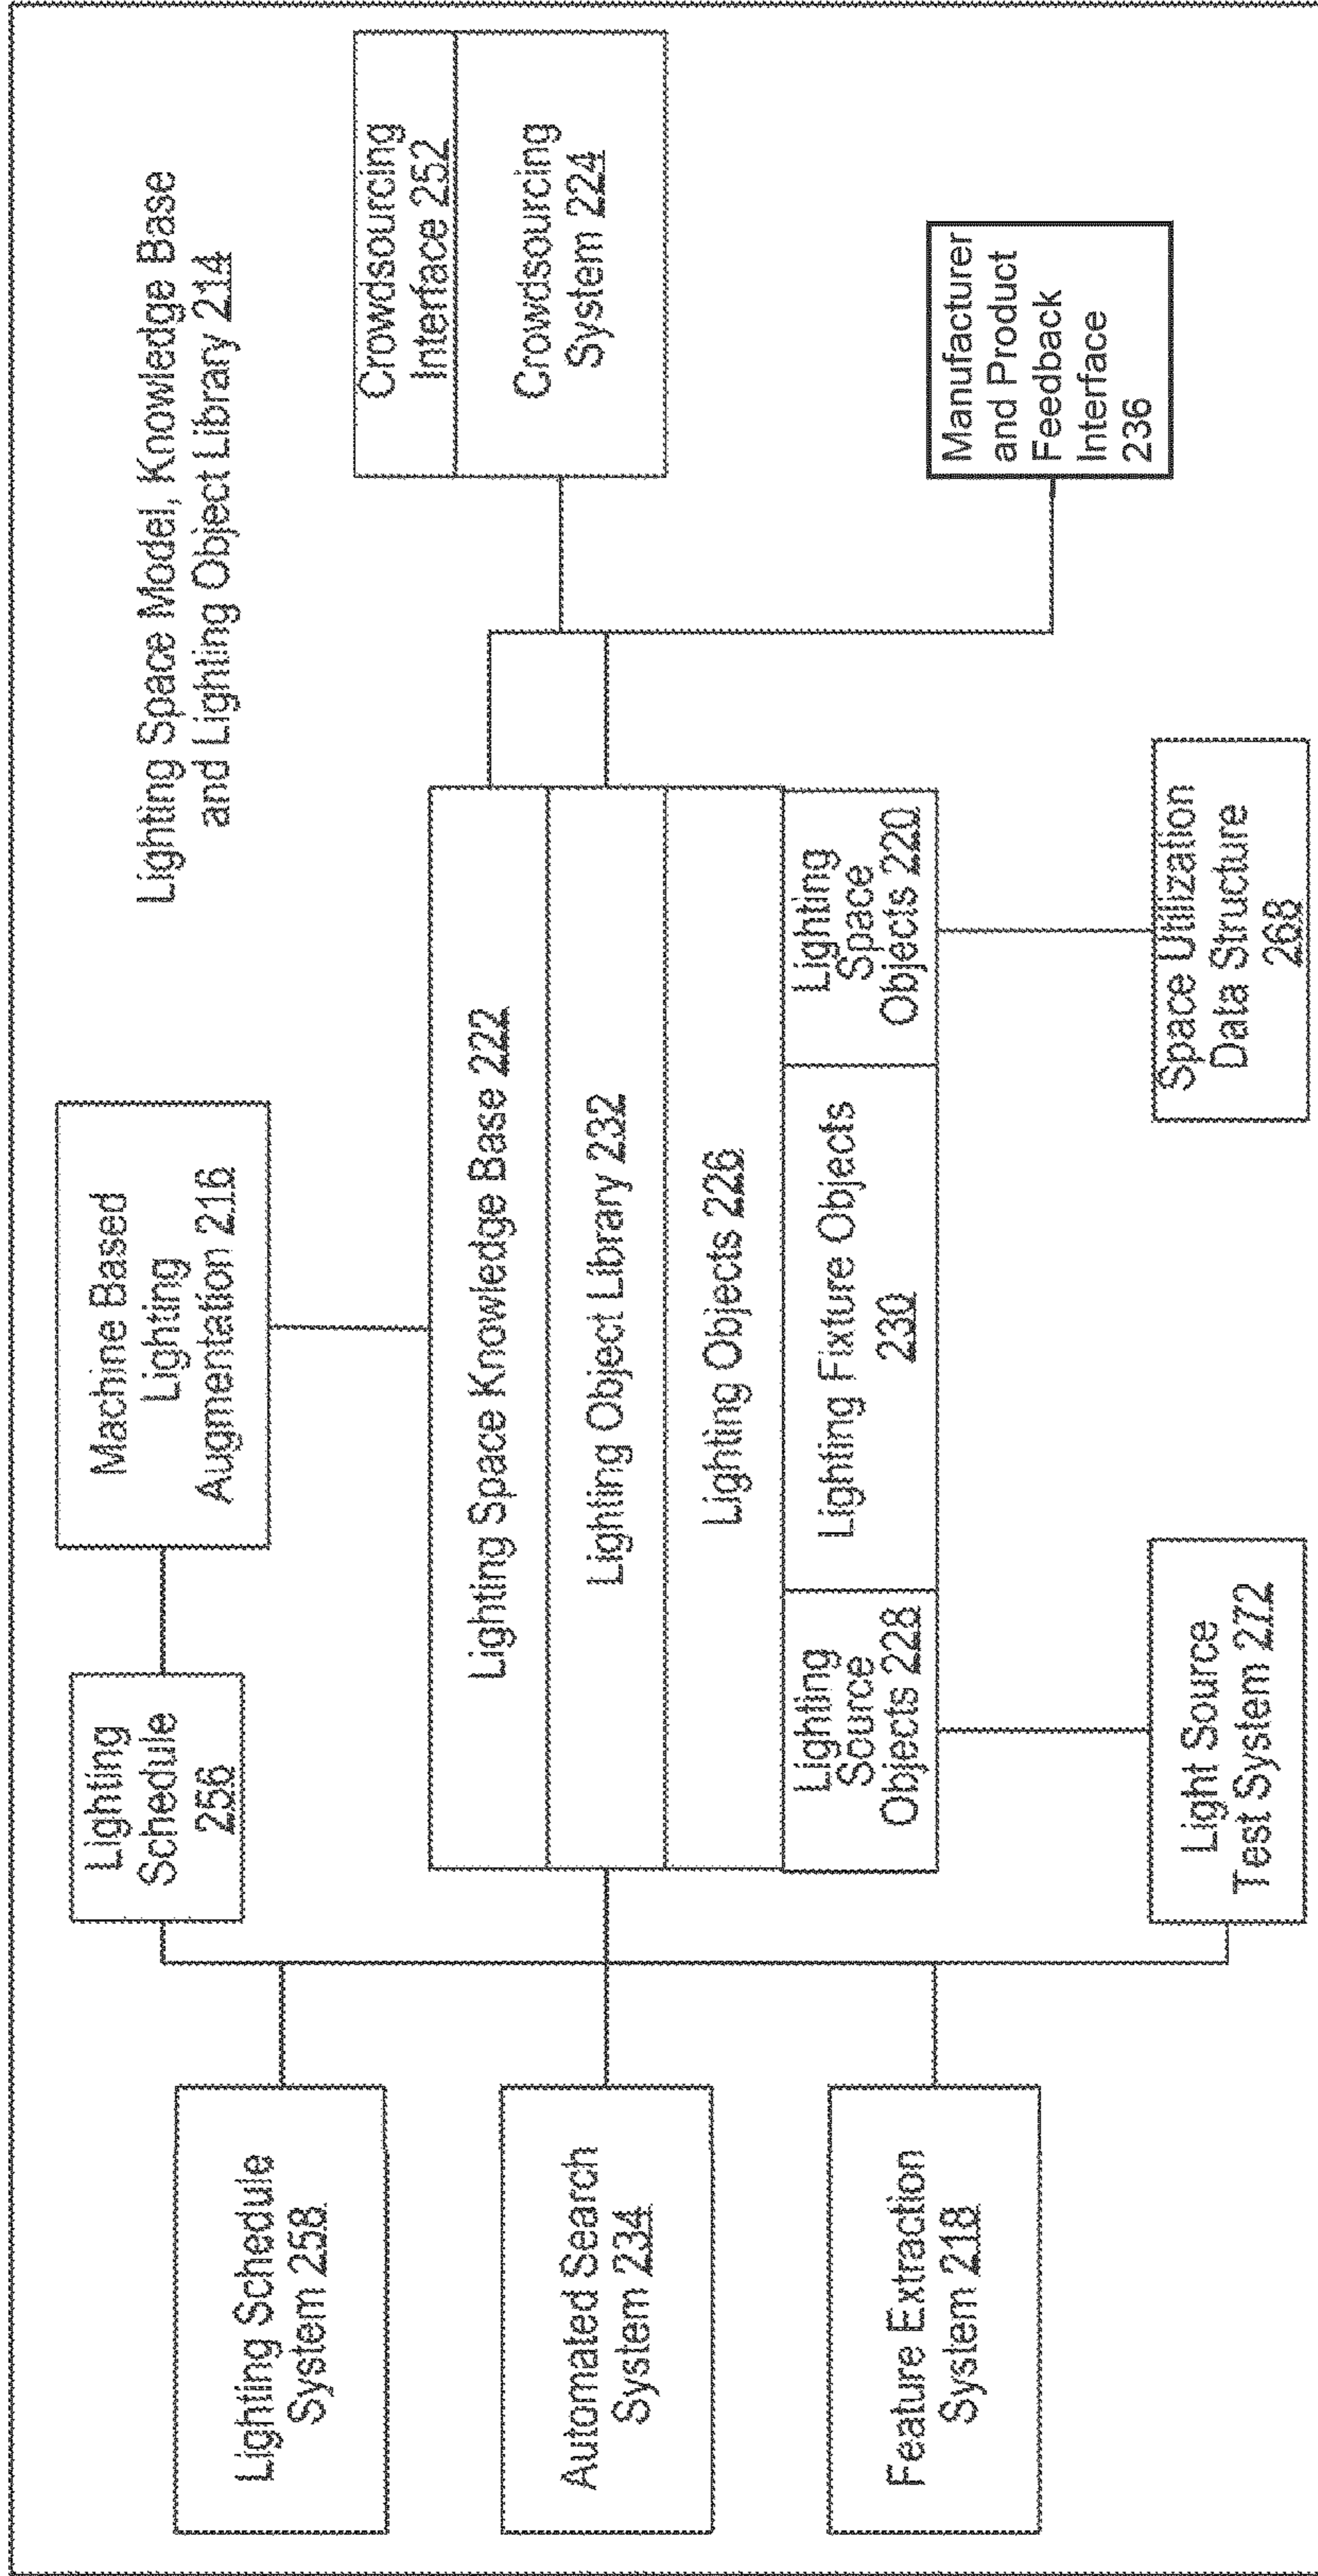 Lighting Space Model, Knowledge Base
and Lighting Object Library 214
Machine Based
Lighting
Augmentation 216
Lighting
Schedule
256
Lighting Schedule
System 258
Automated Search
System 234
Feature Extraction
System 218
Lighting Space Knowledge Base 222
Lighting Object Library 232
Lighting Objects 226
Lighting
Source
Objects 228
Lighting Fixture Objects
230
Lighting
Space
Objects 220
Crowdsourcing
Interface 252
Crowdsourcing
System 224
Manufacturer
and Product
Feedback
Interface
236
Light Source
Test System 272
Space Utilization
Data Structure
268